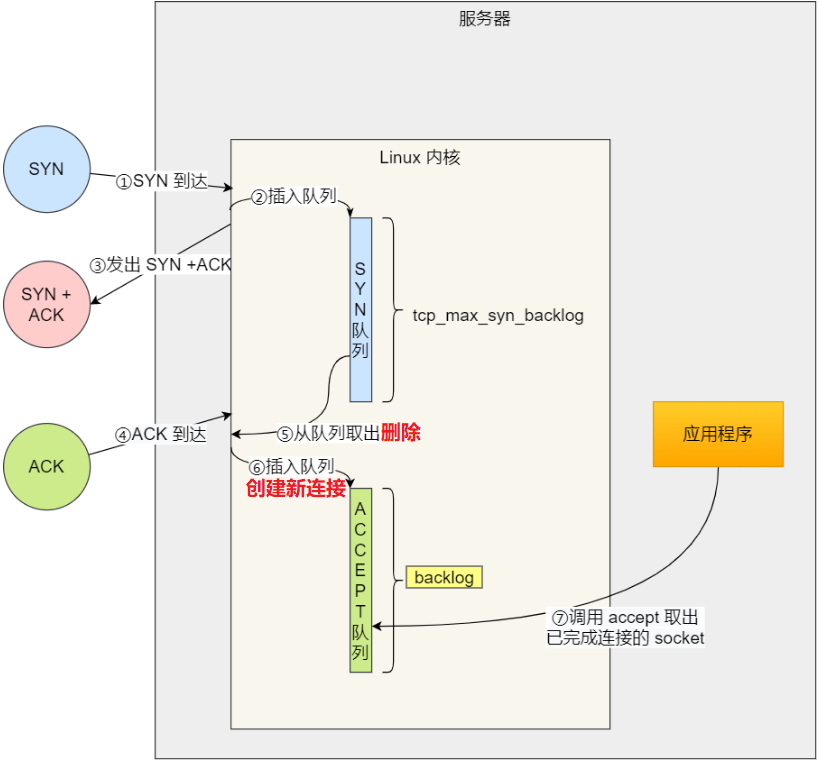 服务器
Linux 内核
SYN
①SYN 到达
②插入队列
③发出 SYN +ACK
SYN +
ACK
S
Y
N
队
列
tcp_max_syn_backlog
④ACK 到达
⑤从队列取出删除
ACK
⑥插入队列
创建新连接
A
C
C
E
P
T
队
列
backlog
应用程序
⑦调用 accept 取出
已完成连接的 socket